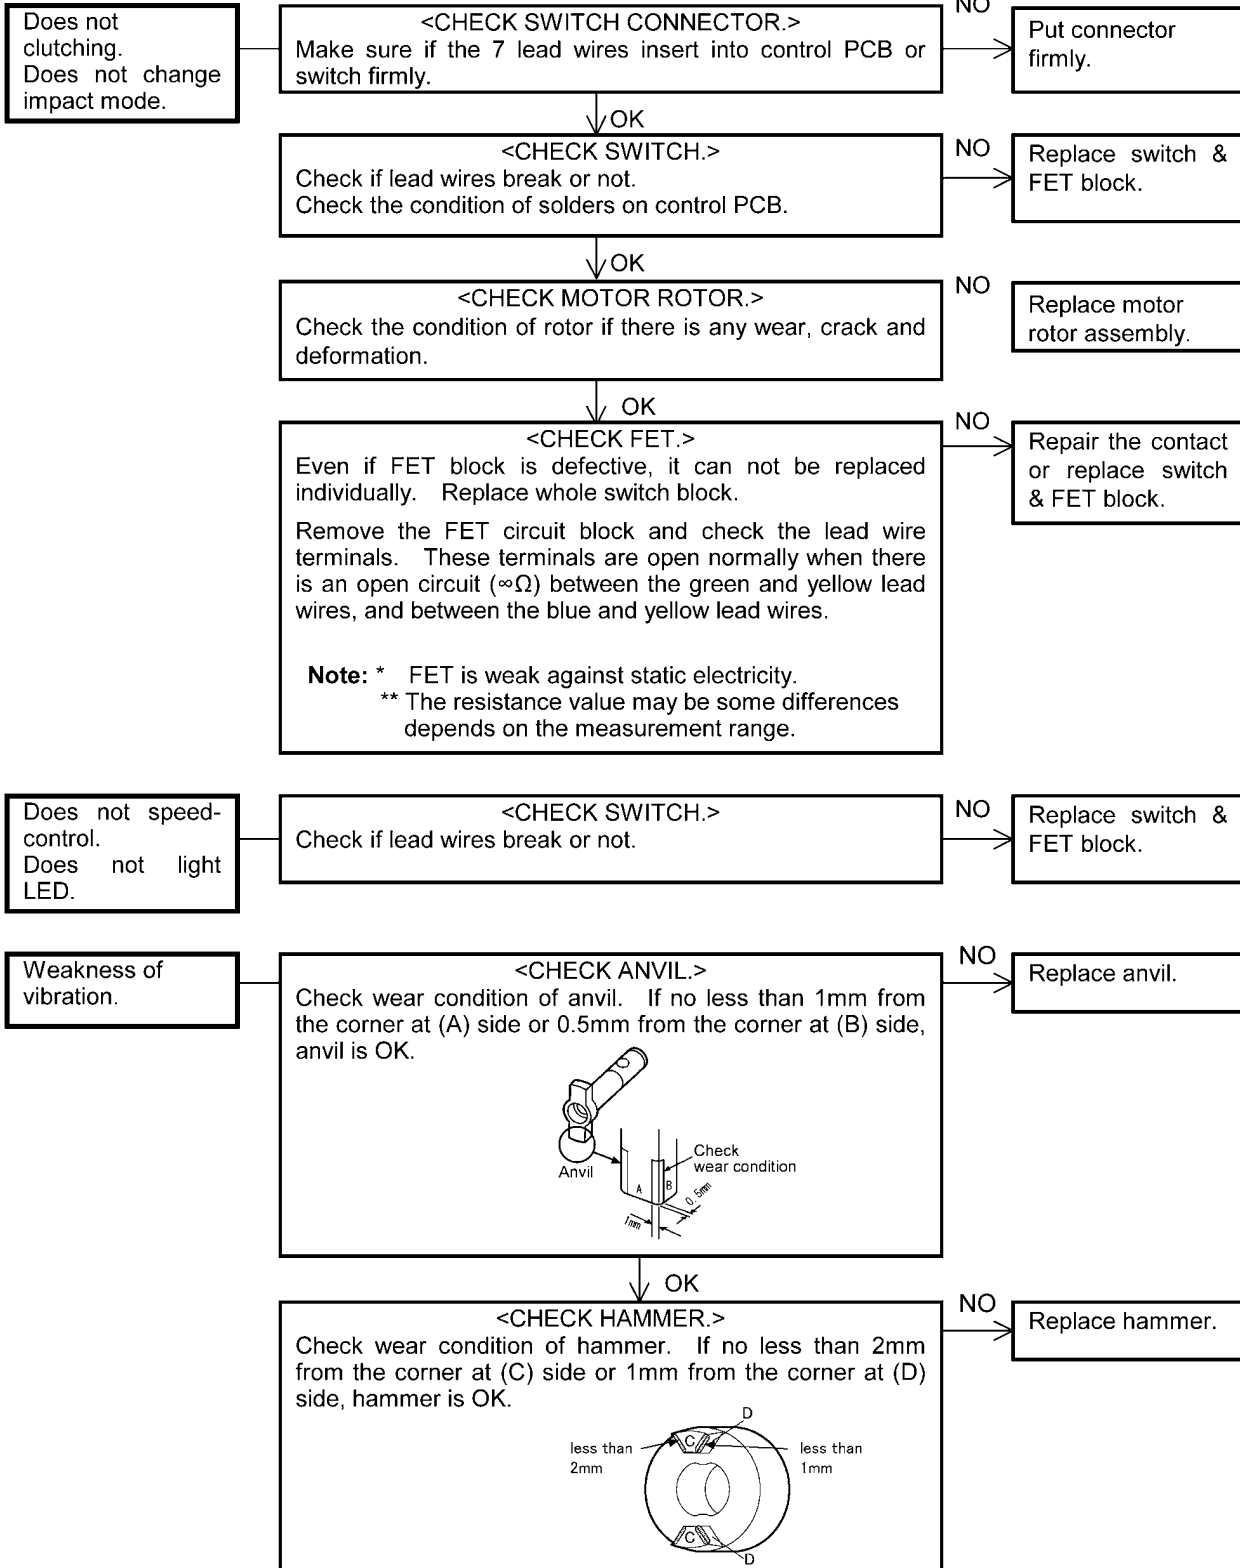 Does not
clutching.
Does not change
impact mode.
<CHECK SWITCH CONNECTOR.>
Make sure if the 7 lead wires insert into control PCB or
switch firmly.
NO
Put connector
firmly.
OK
<CHECK SWITCH.>
Check if lead wires break or not.
Check the condition of solders on control PCB.
NO
Replace switch &
FET block.
OK
<CHECK MOTOR ROTOR.>
Check the condition of rotor if there is any wear, crack and
deformation.
NO
Replace motor
rotor assembly.
OK
<CHECK FET.>
Even if FET block is defective, it can not be replaced
individually. Replace whole switch block.
Remove the FET circuit block and check the lead wire
terminals. These terminals are open normally when there
is an open circuit (∞Ω) between the green and yellow lead
wires, and between the blue and yellow lead wires.
Note: * FET is weak against static electricity.
** The resistance value may be some differences
depends on the measurement range.
NO
Repair the contact
or replace switch
& FET block.
Does not speed-
control.
Does not light
LED.
<CHECK SWITCH.>
Check if lead wires break or not.
NO
Replace switch &
FET block.
Weakness of
vibration.
<CHECK ANVIL.>
Check wear condition of anvil. If no less than 1mm from
the corner at (A) side or 0.5mm from the corner at (B) side,
anvil is OK.
Anvil
Check
wear condition
A
B
0.5mm
1mm
NO
Replace anvil.
OK
<CHECK HAMMER.>
Check wear condition of hammer. If no less than 2mm
from the corner at (C) side or 1mm from the corner at (D)
side, hammer is OK.
D
less than
2mm
C
less than
1mm
C
D
NO
Replace hammer.